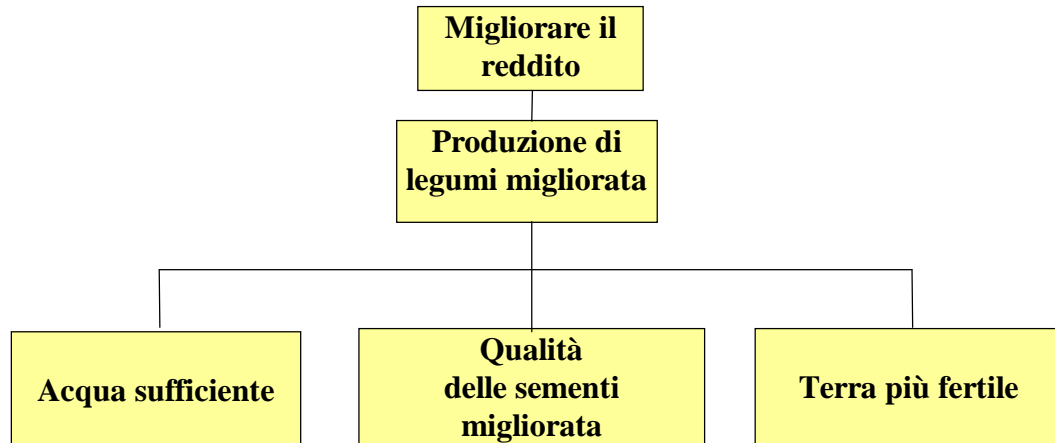 Migliorare il
reddito
Produzione di
legumi migliorata
Acqua sufficiente
Qualità
delle sementi
migliorata
Terra più fertile